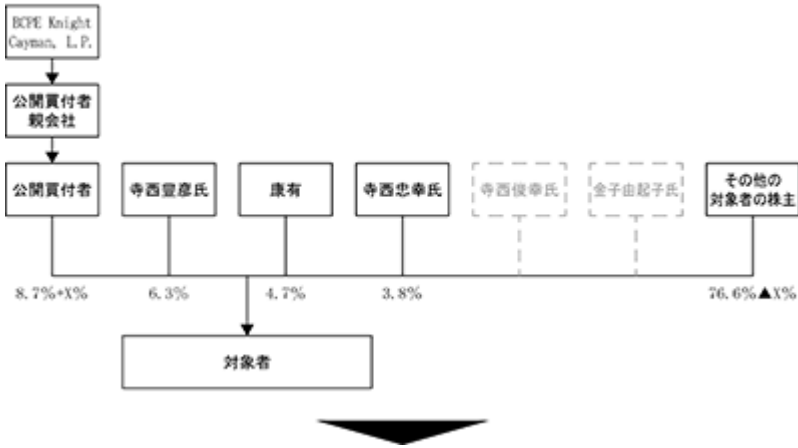 BCPE Knight
Cayman, L.P.
公開買付者
親会社
公開買付者
寺西豊彦氏
康有
寺西忠幸氏
寺西俊幸氏
金子由起子氏
その他の
対象者の株主
8.7%+X%
6.3%
4.7%
3.8%
76.6%▲X%
対象者